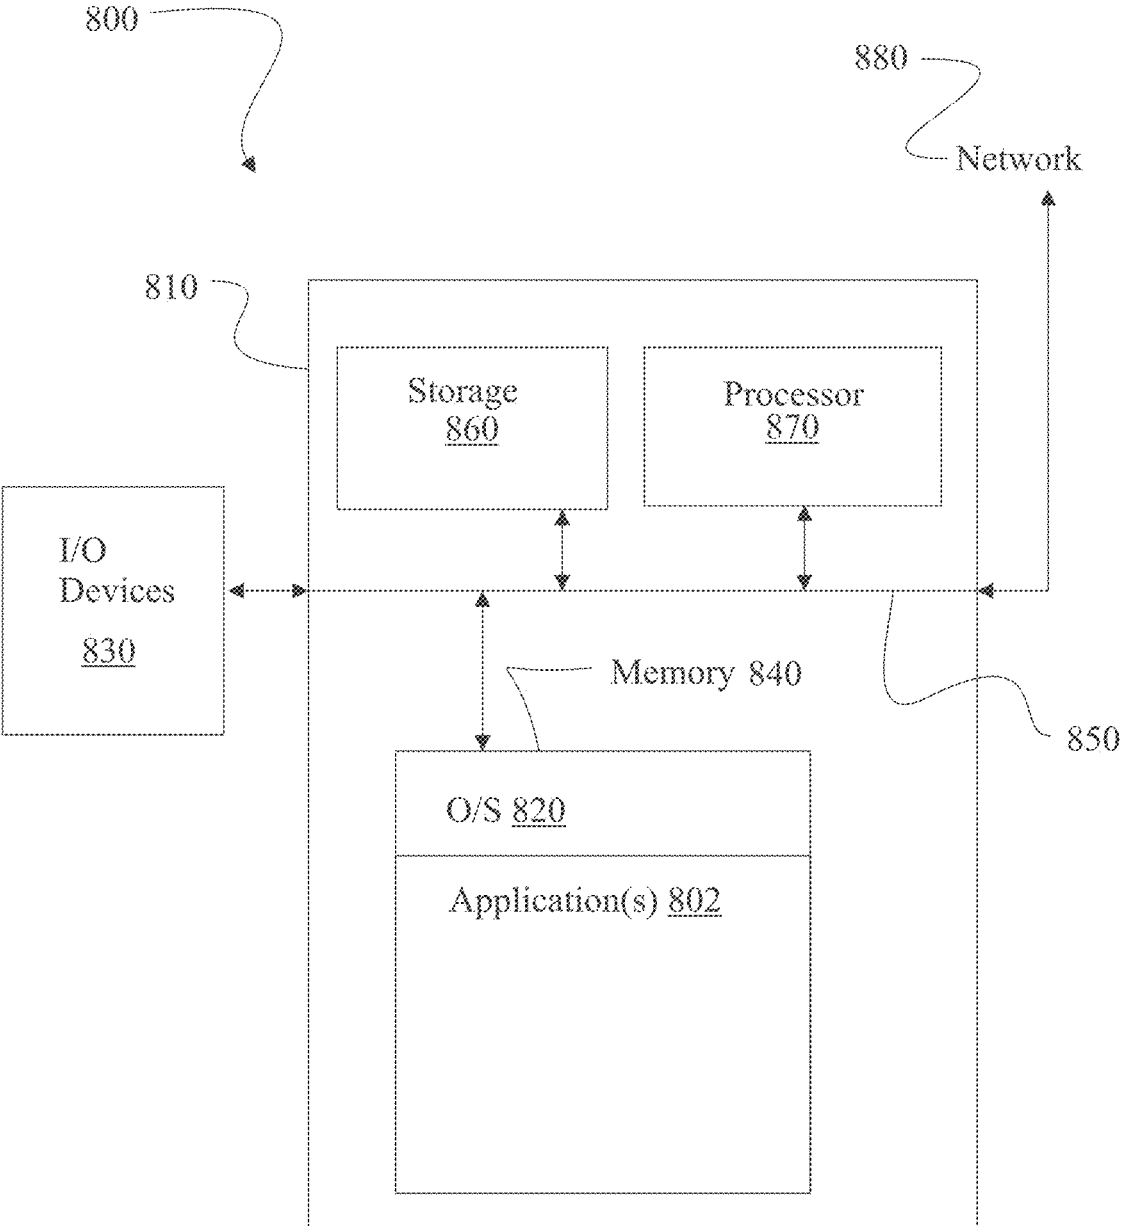 800
880
Network
810
Storage
860
Processor
870
I/O
Devices
830
Memory 840
850
O/S 820
Application(s) 802